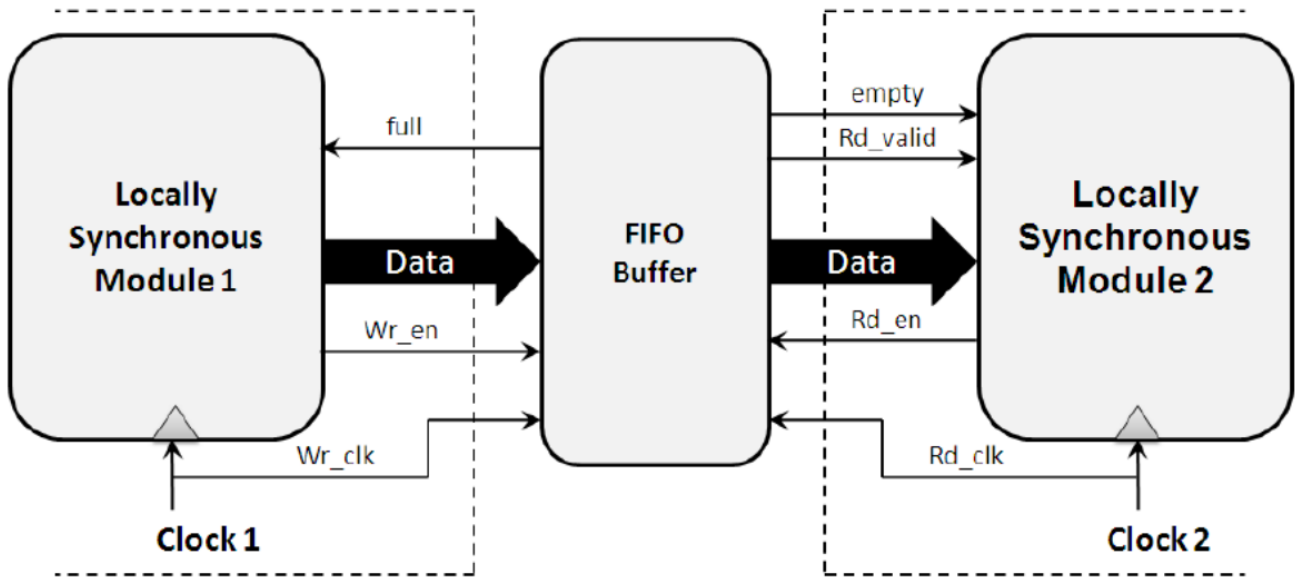 full
empty
Rd_valid
Locally
Synchronous
Module 1
Data
Wr_en
Wr_clk
Clock 1
FIFO
Buffer
Data
Rd_en
Rd_clk
Locally
Synchronous
Module 2
Clock 2